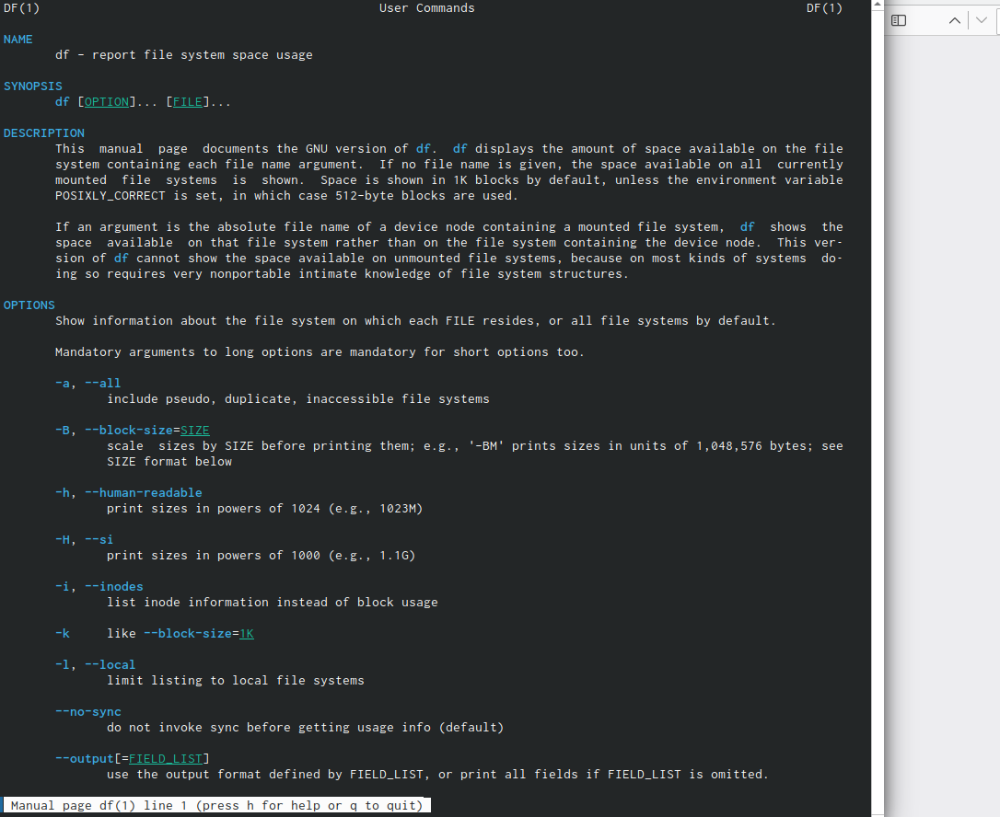 DF(1) User Commands DF(1)
NAME
df - report file system space usage
SYNOPSIS
df [OPTION]... [FILE]...
DESCRIPTION
This manual page documents the GNU version of df. df displays the amount of space available on the file
system containing each file name argument. If no file name is given, the space available on all currently
mounted file systems is shown. Space is shown in 1K blocks by default, unless the environment variable
POSIXLY_CORRECT is set, in which case 512-byte blocks are used.
If an argument is the absolute file name of a device node containing a mounted file system, df shows the
space available on that file system rather than on the file system containing the device node. This ver-
sion of df cannot show the space available on unmounted file systems, because on most kinds of systems do-
ing so requires very nonportable intimate knowledge of file system structures.
OPTIONS
Show information about the file system on which each FILE resides, or all file systems by default.
Mandatory arguments to long options are mandatory for short options too.
-a, --all
include pseudo, duplicate, inaccessible file systems
-B, --block-size=SIZE
scale sizes by SIZE before printing them; e.g., '-BM' prints sizes in units of 1,048,576 bytes; see
SIZE format below
-h, --human-readable
print sizes in powers of 1024 (e.g., 1023M)
-H, --si
print sizes in powers of 1000 (e.g., 1.1G)
-i, --inodes
list inode information instead of block usage
-k like --block-size=1K
-l, --local
limit listing to local file systems
--no-sync
do not invoke sync before getting usage info (default)
--output[=FIELD_LIST]
use the output format defined by FIELD_LIST, or print all fields if FIELD_LIST is omitted.
Manual page df(1) line 1 (press h for help or q to quit)